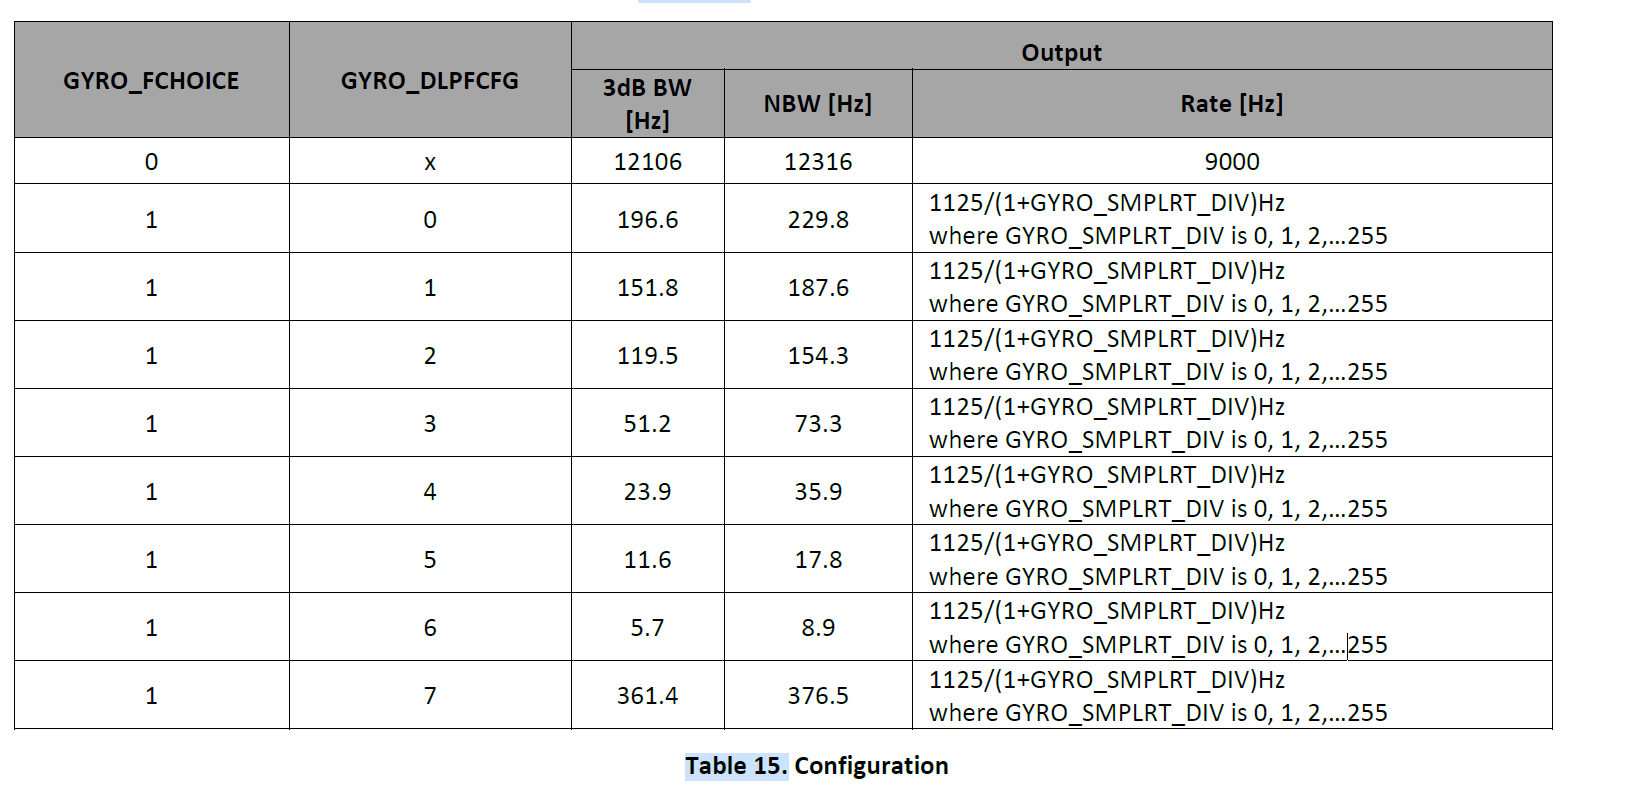 GYRO_FCHOICE GYRO_DLPFCFG Output
3dB BW
[Hz] NBW [Hz] Rate [Hz]
0 x 12106 12316 9000
1 0 196.6 229.8 1125/(1+GYRO_SMPLRT_DIV)Hz
where GYRO_SMPLRT_DIV is 0, 1, 2,...255
1 1 151.8 187.6 1125/(1+GYRO_SMPLRT_DIV)Hz
where GYRO_SMPLRT_DIV is 0, 1, 2,...255
1 2 119.5 154.3 1125/(1+GYRO_SMPLRT_DIV)Hz
where GYRO_SMPLRT_DIV is 0, 1, 2,...255
1 3 51.2 73.3 1125/(1+GYRO_SMPLRT_DIV)Hz
where GYRO_SMPLRT_DIV is 0, 1, 2,...255
1 4 23.9 35.9 1125/(1+GYRO_SMPLRT_DIV)Hz
where GYRO_SMPLRT_DIV is 0, 1, 2,...255
1 5 11.6 17.8 1125/(1+GYRO_SMPLRT_DIV)Hz
where GYRO_SMPLRT_DIV is 0, 1, 2,...255
1 6 5.7 8.9 1125/(1+GYRO_SMPLRT_DIV)Hz
where GYRO_SMPLRT_DIV is 0, 1, 2,...255
1 7 361.4 376.5 1125/(1+GYRO_SMPLRT_DIV)Hz
where GYRO_SMPLRT_DIV is 0, 1, 2,...255
Table 15. Configuration